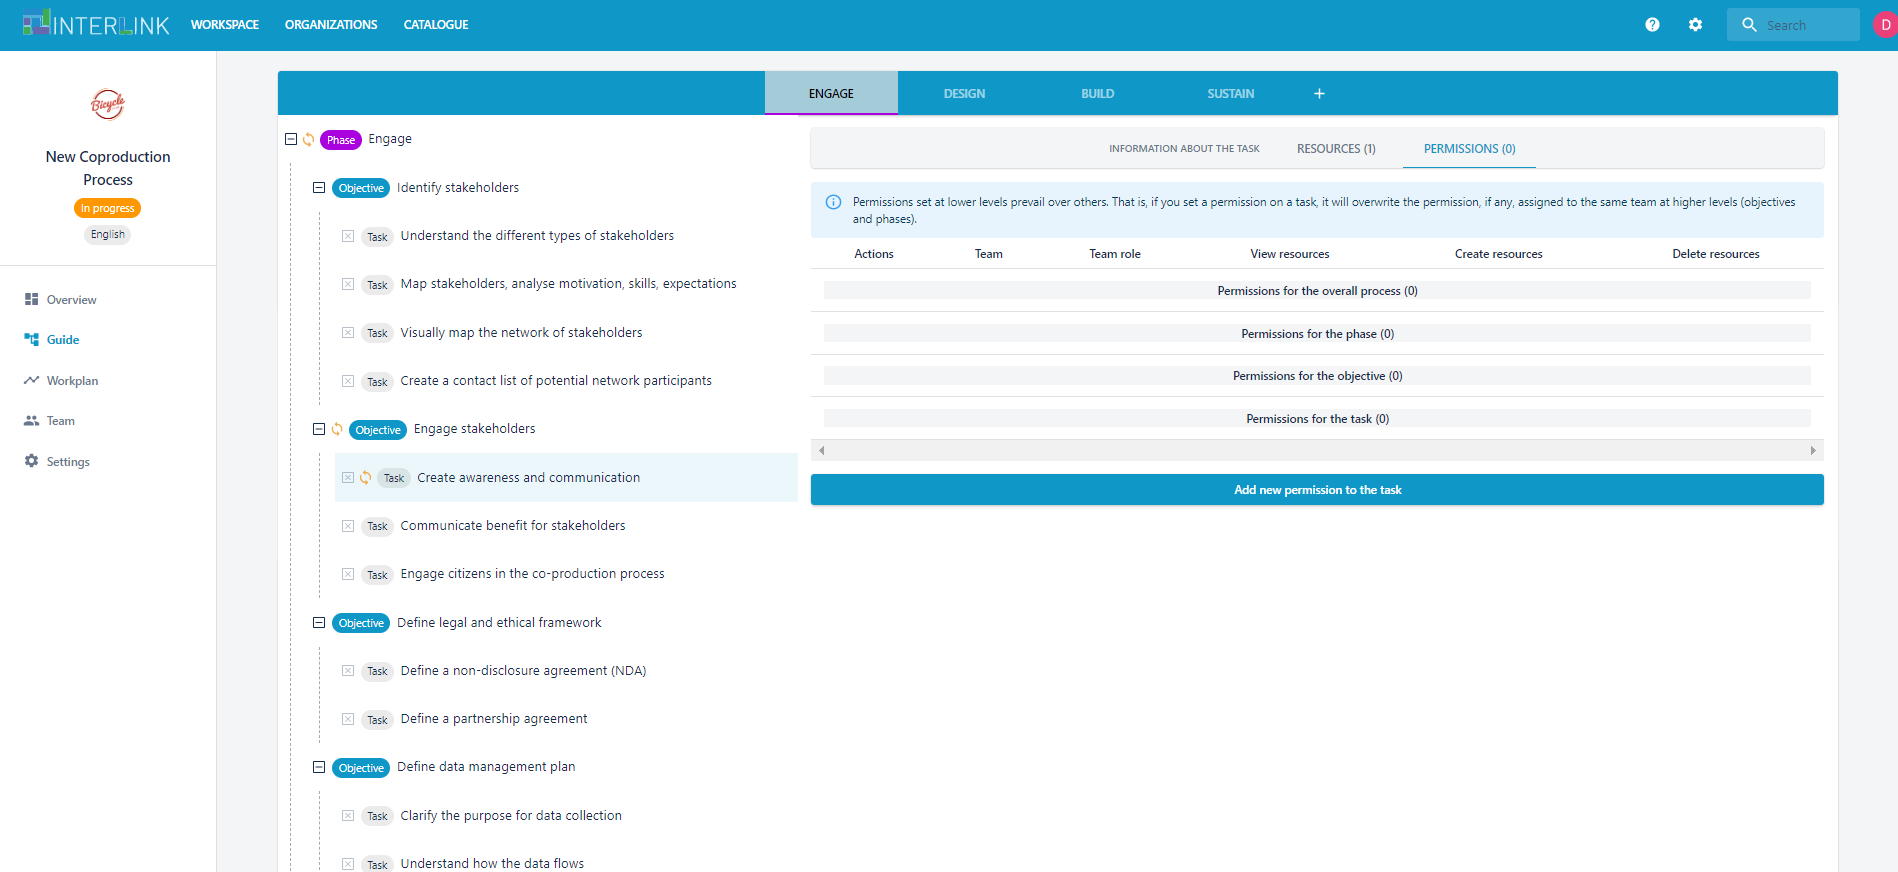 INTERLINK
WORKSPACE
ORGANIZATIONS
CATALOGUE
Search
D
Bicycle
New Coproduction
Process
In progress
English
Overview
Guide
Workplan
Team
Settings
ENGAGE
DESIGN
BUILD
SUSTAIN
+
Phase Engage
Objective Identify stakeholders
Task Understand the different types of stakeholders
Task Map stakeholders, analyse motivation, skills, expectations
Task Visually map the network of stakeholders
Task Create a contact list of potential network participants
Objective Engage stakeholders
Task Create awareness and communication
Task Communicate benefit for stakeholders
Task Engage citizens in the co-production process
Objective Define legal and ethical framework
Task Define a non-disclosure agreement (NDA)
Task Define a partnership agreement
Objective Define data management plan
Task Clarify the purpose for data collection
Task Understand how the data flows
INFORMATION ABOUT THE TASK
RESOURCES (1)
PERMISSIONS (0)
Permissions set at lower levels prevail over others. That is, if you set a permission on a task, it will overwrite the permission, if any, assigned to the same team at higher levels (objectives
and phases).
Actions Team Team role View resources Create resources Delete resources
Permissions for the overall process (0)
Permissions for the phase (0)
Permissions for the objective (0)
Permissions for the task (0)
Add new permission to the task